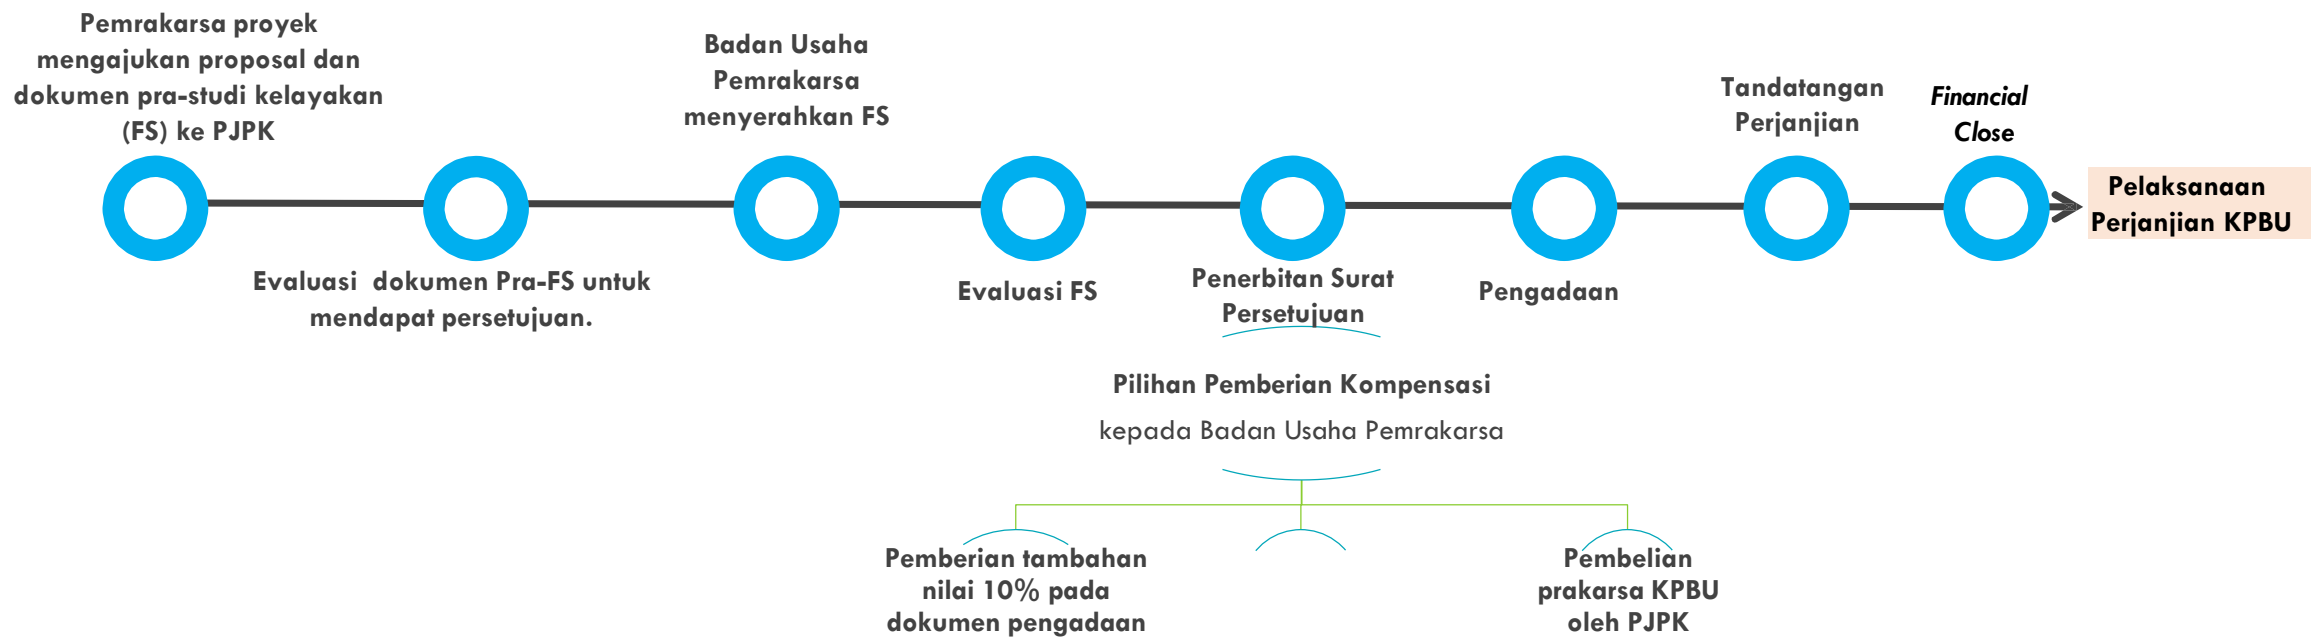 Pemrakarsa proyek
mengajukan proposal dan
dokumen pra-studi kelayakan
(FS) ke PJPK
Evaluasi dokumen Pra-FS untuk
mendapat persetujuan.
Badan Usaha
Pemrakarsa
menyerahkan FS
Evaluasi FS
Penerbitan Surat
Persetujuan
Pengadaan
Tandatangan
Perjanjian
Financial
Close
Pelaksanaan
Perjanjian KPBU
Pilihan Pemberian Kompensasi
kepada Badan Usaha Pemrakarsa
Pemberian tambahan
nilai 10% pada
dokumen pengadaan
Pembelian
prakarsa KPBU
oleh PJPK